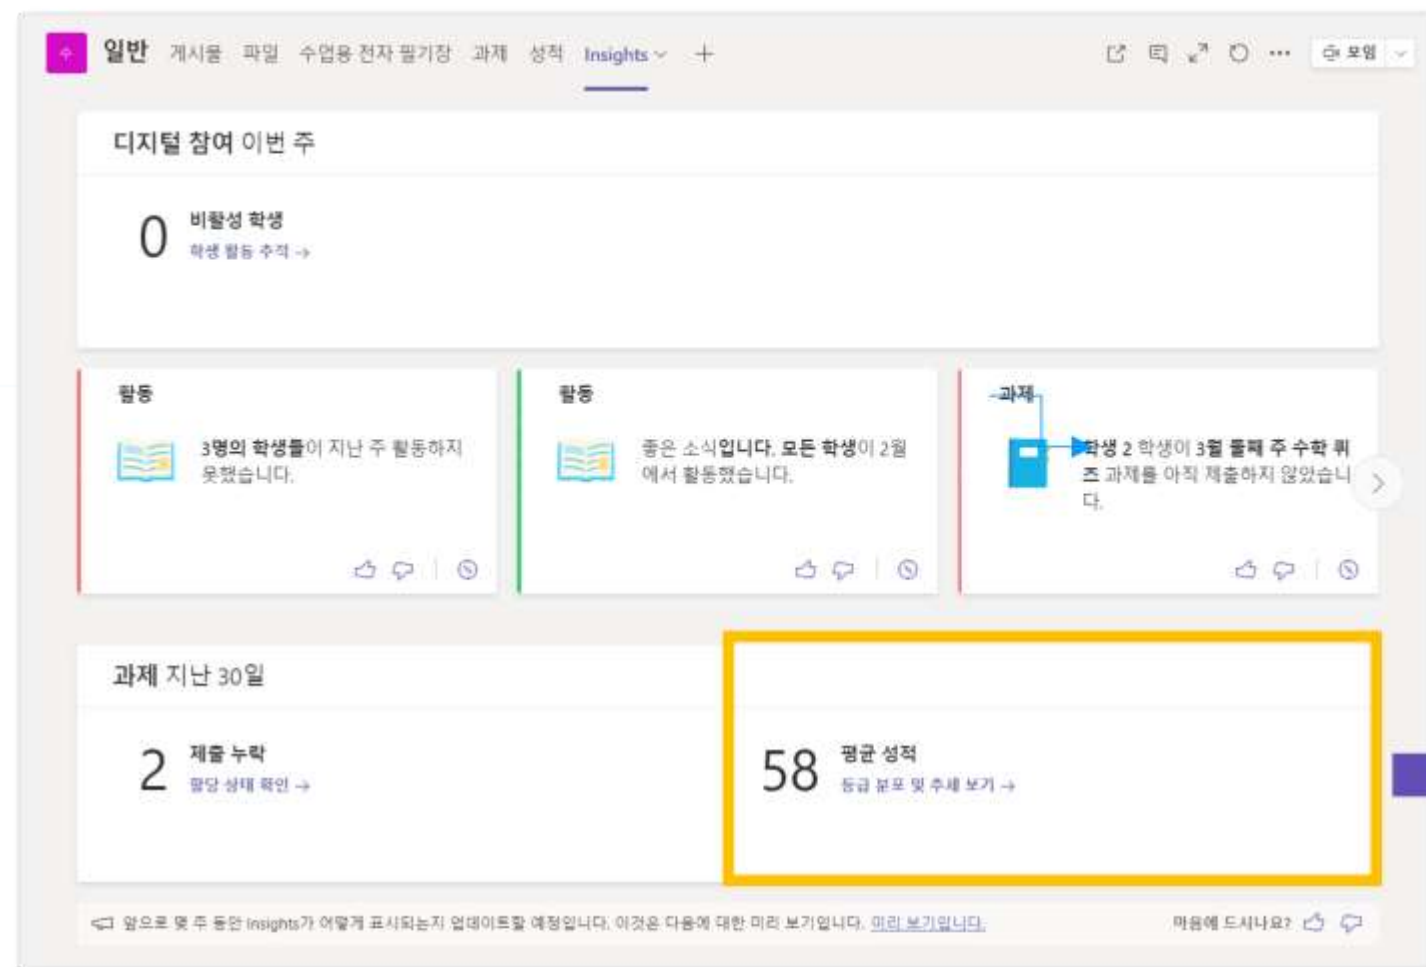 일반 게시물 파일 수업용 전자 필기장 과제 성적 Insights
모임
디지털 참여 이번 주
0 비활성 학생
학생 활동 추적 →
활동
3명의 학생들이 지난 주 활동하지
못했습니다.
활동
좋은 소식입니다. 모든 학생이 2월
에서 활동했습니다.
과제
학생 2 학생이 3월 둘째 주 수학 퀴
즈 과제를 아직 제출하지 않았습니
다.
과제 지난 30일
2 제출 누락
할당 상태 확인 →
58 평균 성적
등급 분포 및 추세 보기 →
앞으로 몇 주 동안 Insights가 어떻게 표시되는지 업데이트할 예정입니다. 이것은 다음에 대한 미리 보기입니다. 미리 보기입니다.
마음에 드시나요?